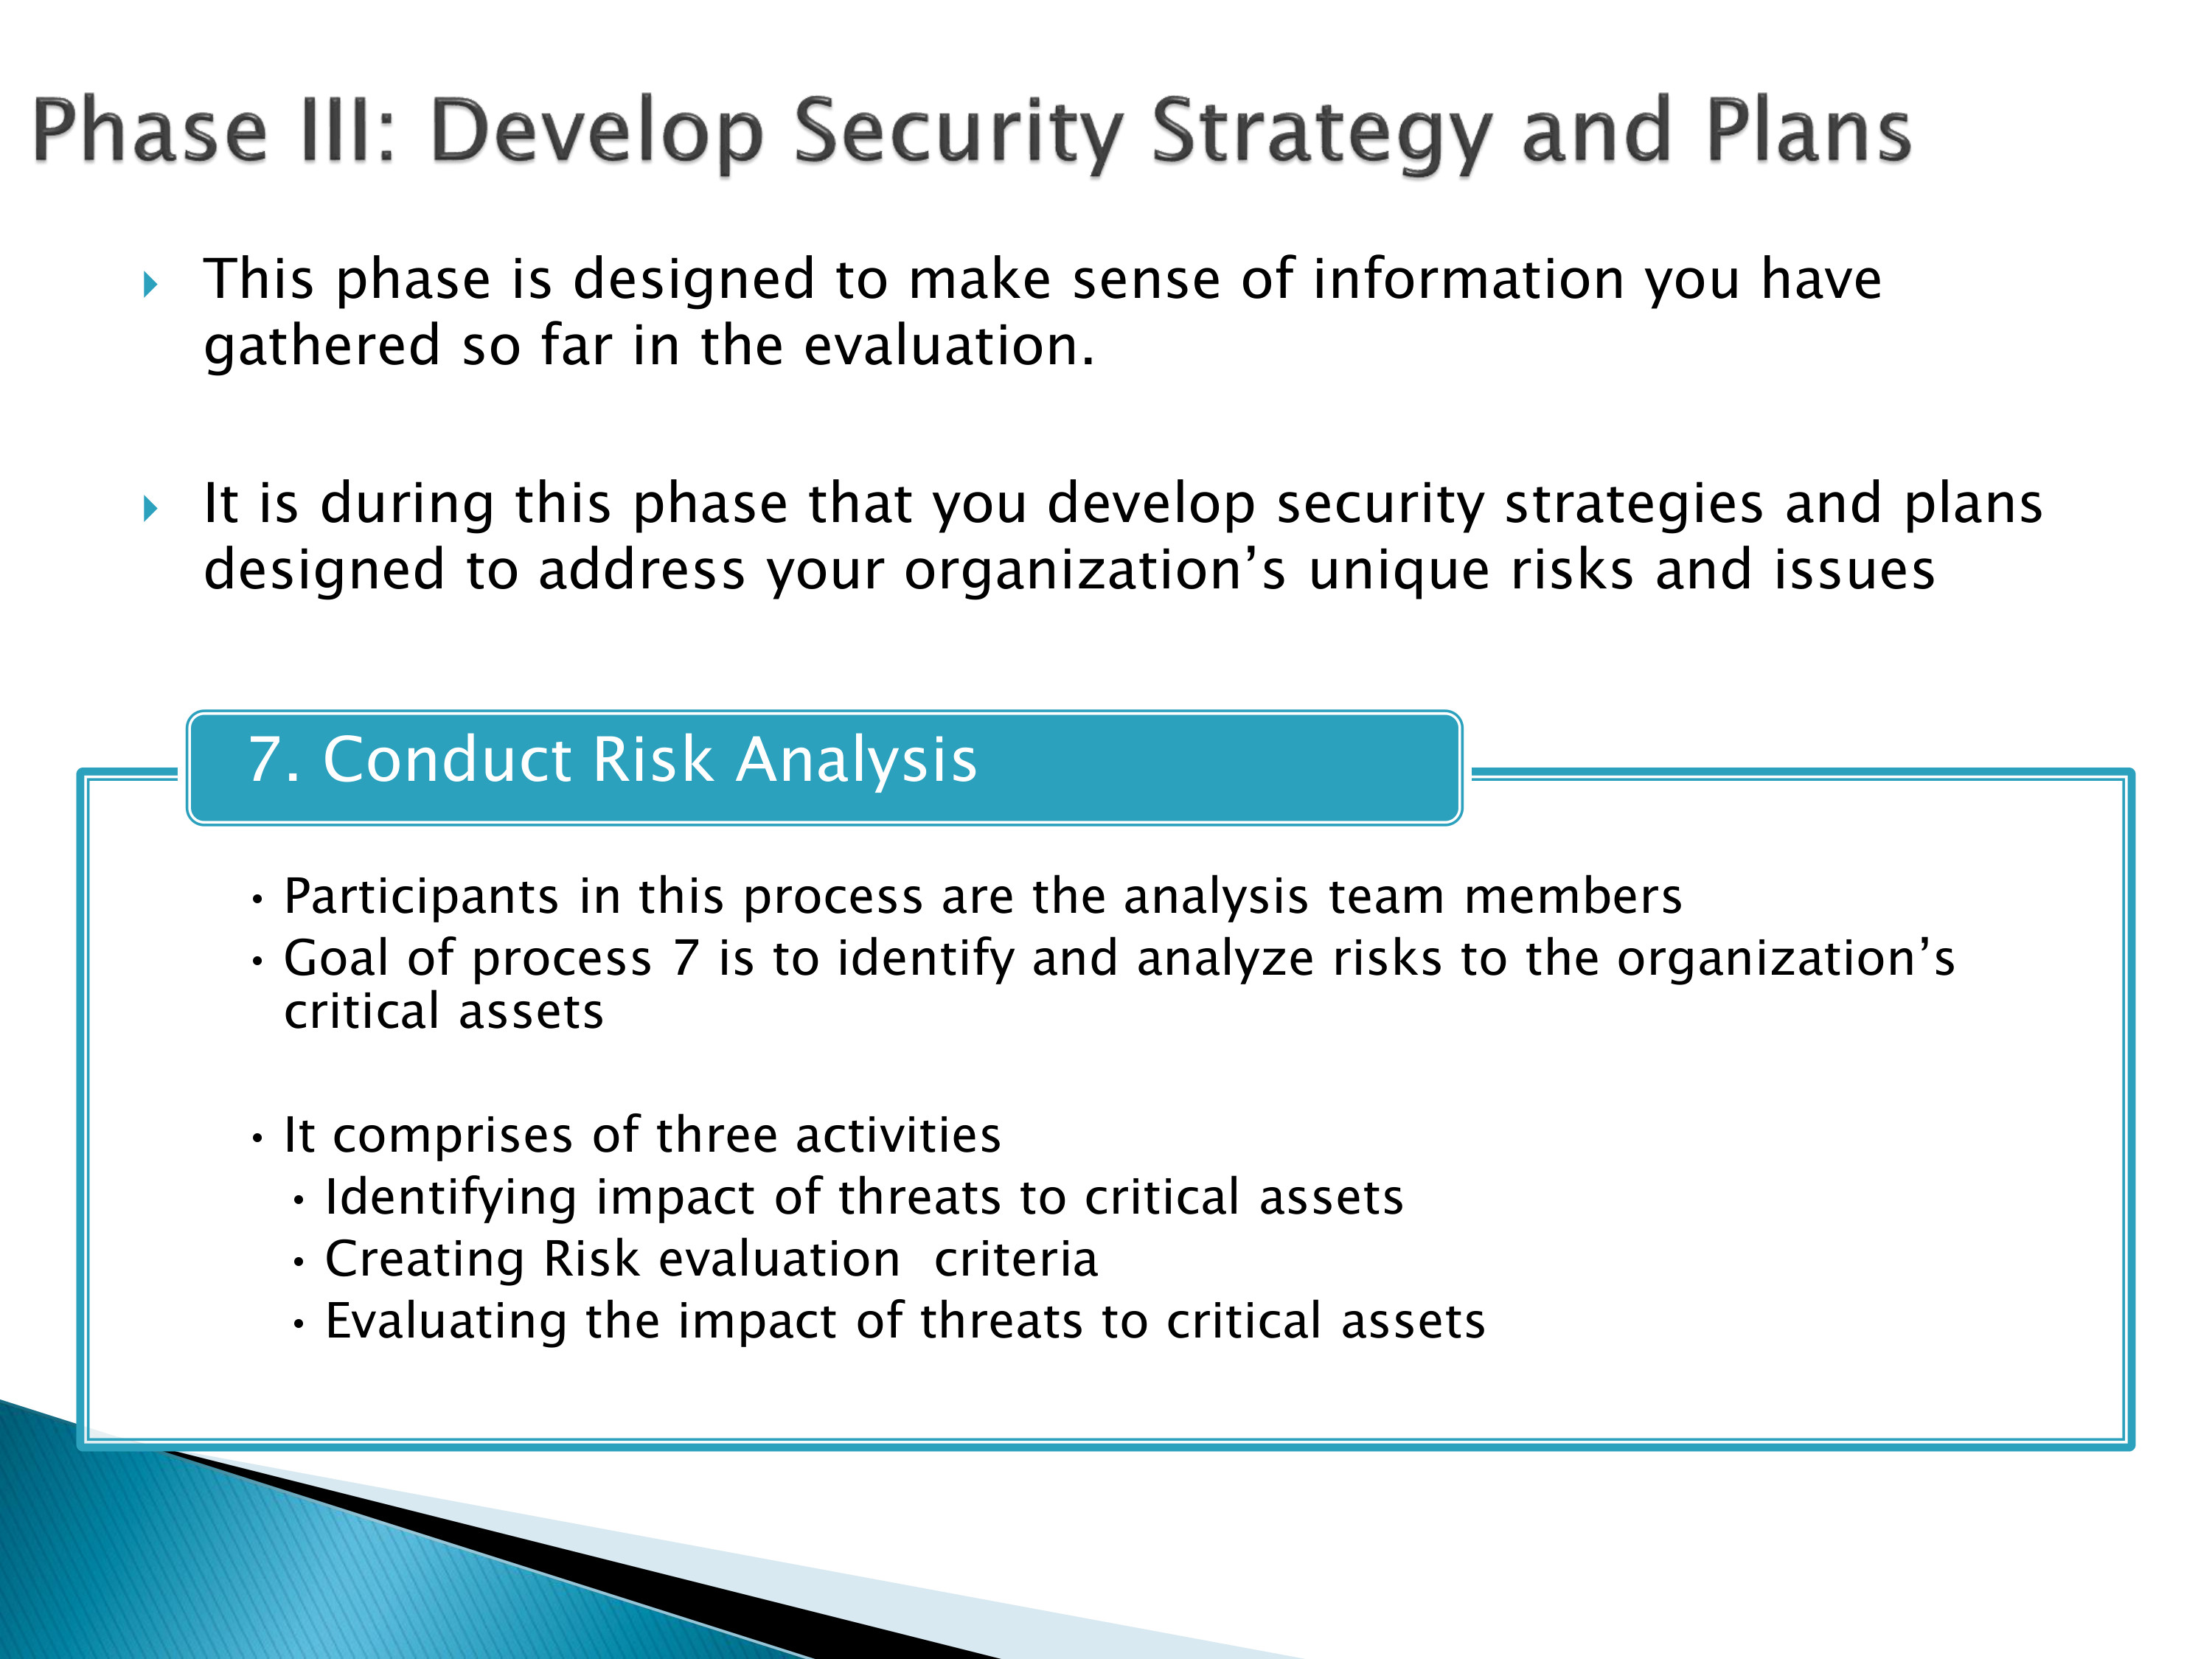 Phase III: Develop Security Strategy and Plans
This phase is designed to make sense of information you have
gathered so far in the evaluation.
It is during this phase that you develop security strategies and plans
designed to address your organization’s unique risks and issues
7. Conduct Risk Analysis
• Participants in this process are the analysis team members
• Goal of process 7 is to identify and analyze risks to the organization’s
critical assets
• It comprises of three activities
• Identifying impact of threats to critical assets
• Creating Risk evaluation  criteria
• Evaluating the impact of threats to critical assets